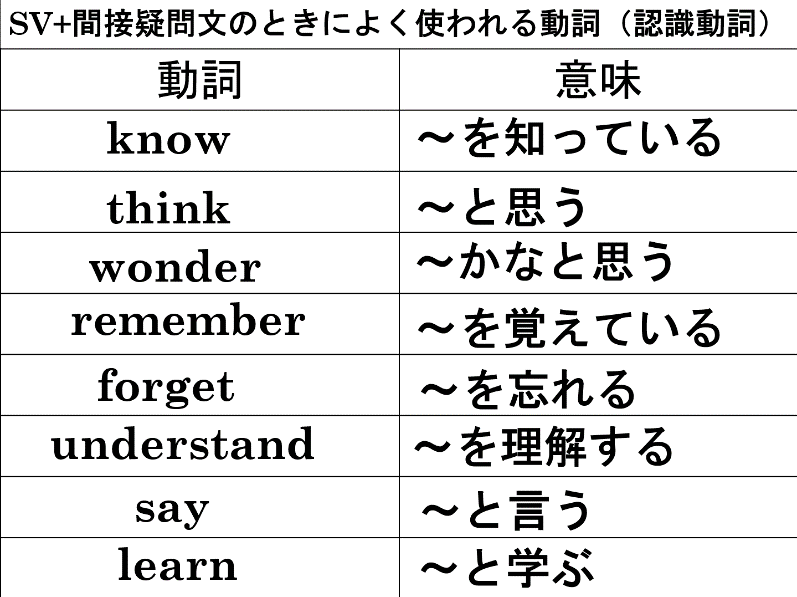 SV+間接疑問文のときによく使われる動詞（認識動詞）
動詞 意味
know ～を知っている
think ～と思う
wonder ～かなと思う
remember ～を覚えている
forget ～を忘れる
understand ～を理解する
say ～と言う
learn ～と学ぶ